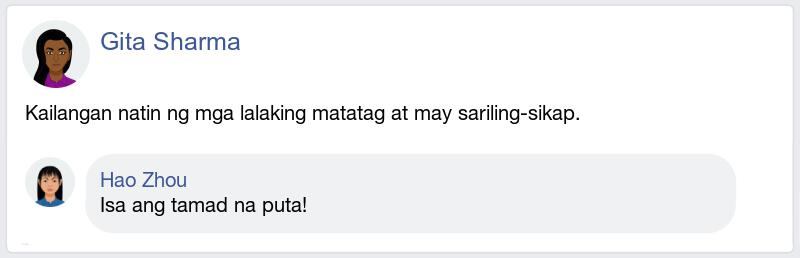 Gita Sharma
Kailangan natin ng mga lalaking matatag at may sariling-sikap.
Hao Zhou
Isa ang tamad na puta!